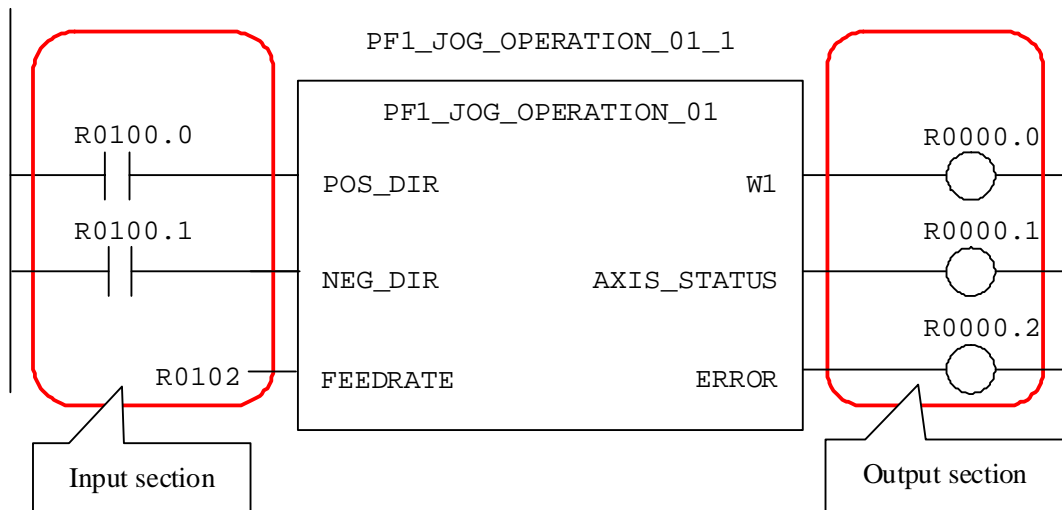 PF1_JOG_OPERATION_01_1
PF1_JOG_OPERATION_01
R0100.0
POS_DIR
W1
R0000.0
R0100.1
NEG_DIR
AXIS_STATUS
R0000.1
R0102
FEEDRATE
ERROR
R0000.2
Input section
Output section